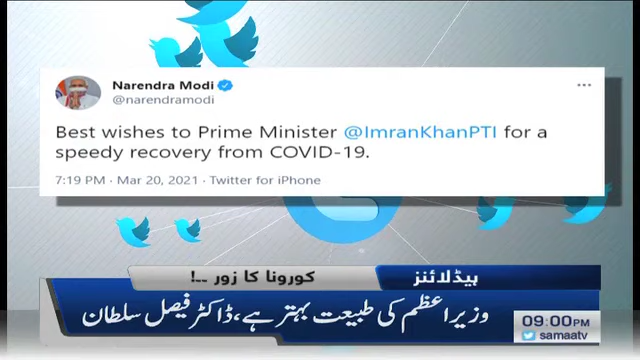 Narendra Modi
@narendramodi
Best wishes to Prime Minister @ImranKhanPTI for a
speedy recovery from COVID-19.
7:19 PM · Mar 20, 2021 · Twitter for iPhone
ہیڈلائنز
کورونا کا زور --!
وزیراعظم کی طبیعت بہتر ہے، ڈاکٹر فیصل سلطان
09:00PM
samaatv